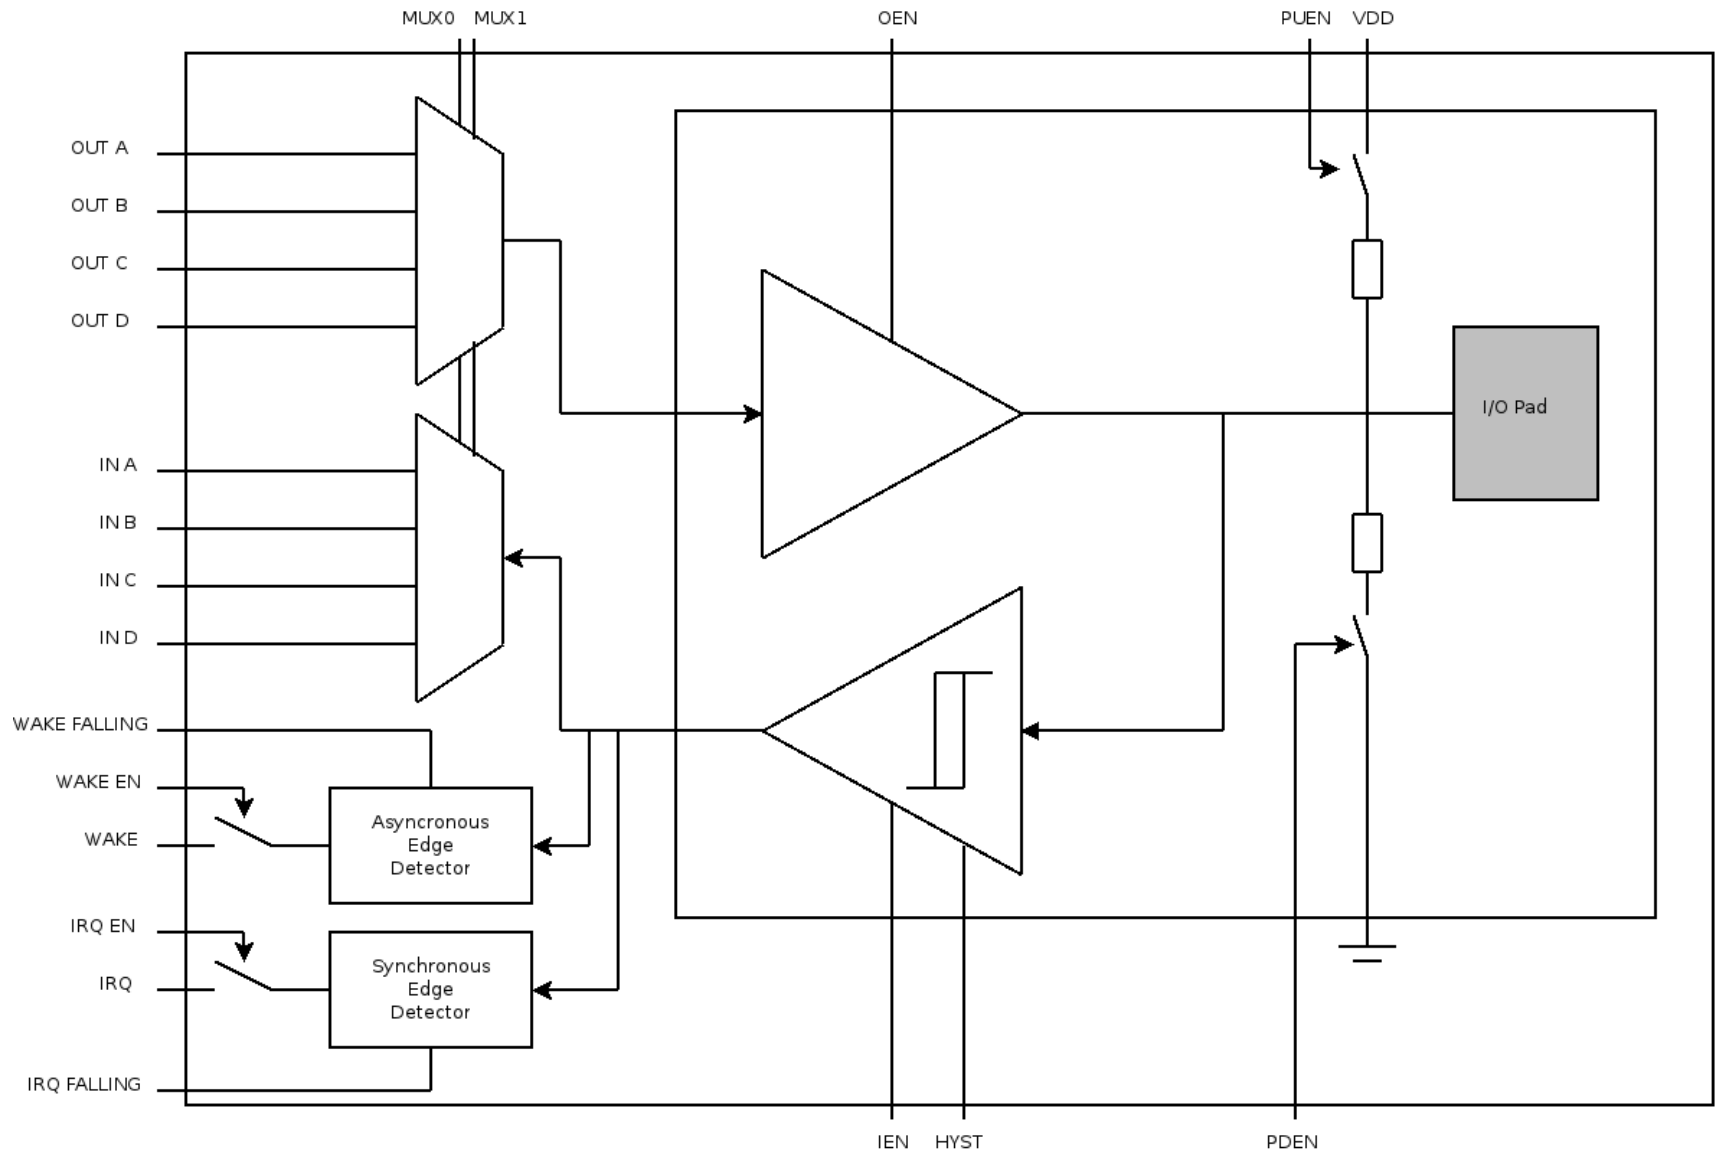 MUX0 MUX1 OEN PUEN VDD
OUT A
OUT B
OUT C
OUT D
I/O Pad
IN A
IN B
IN C
IN D
WAKE FALLING
WAKE EN
WAKE
Asyncronous
Edge
Detector
IRQ EN
IRQ
Synchronous
Edge
Detector
IRQ FALLING
IEN HYST PDEN